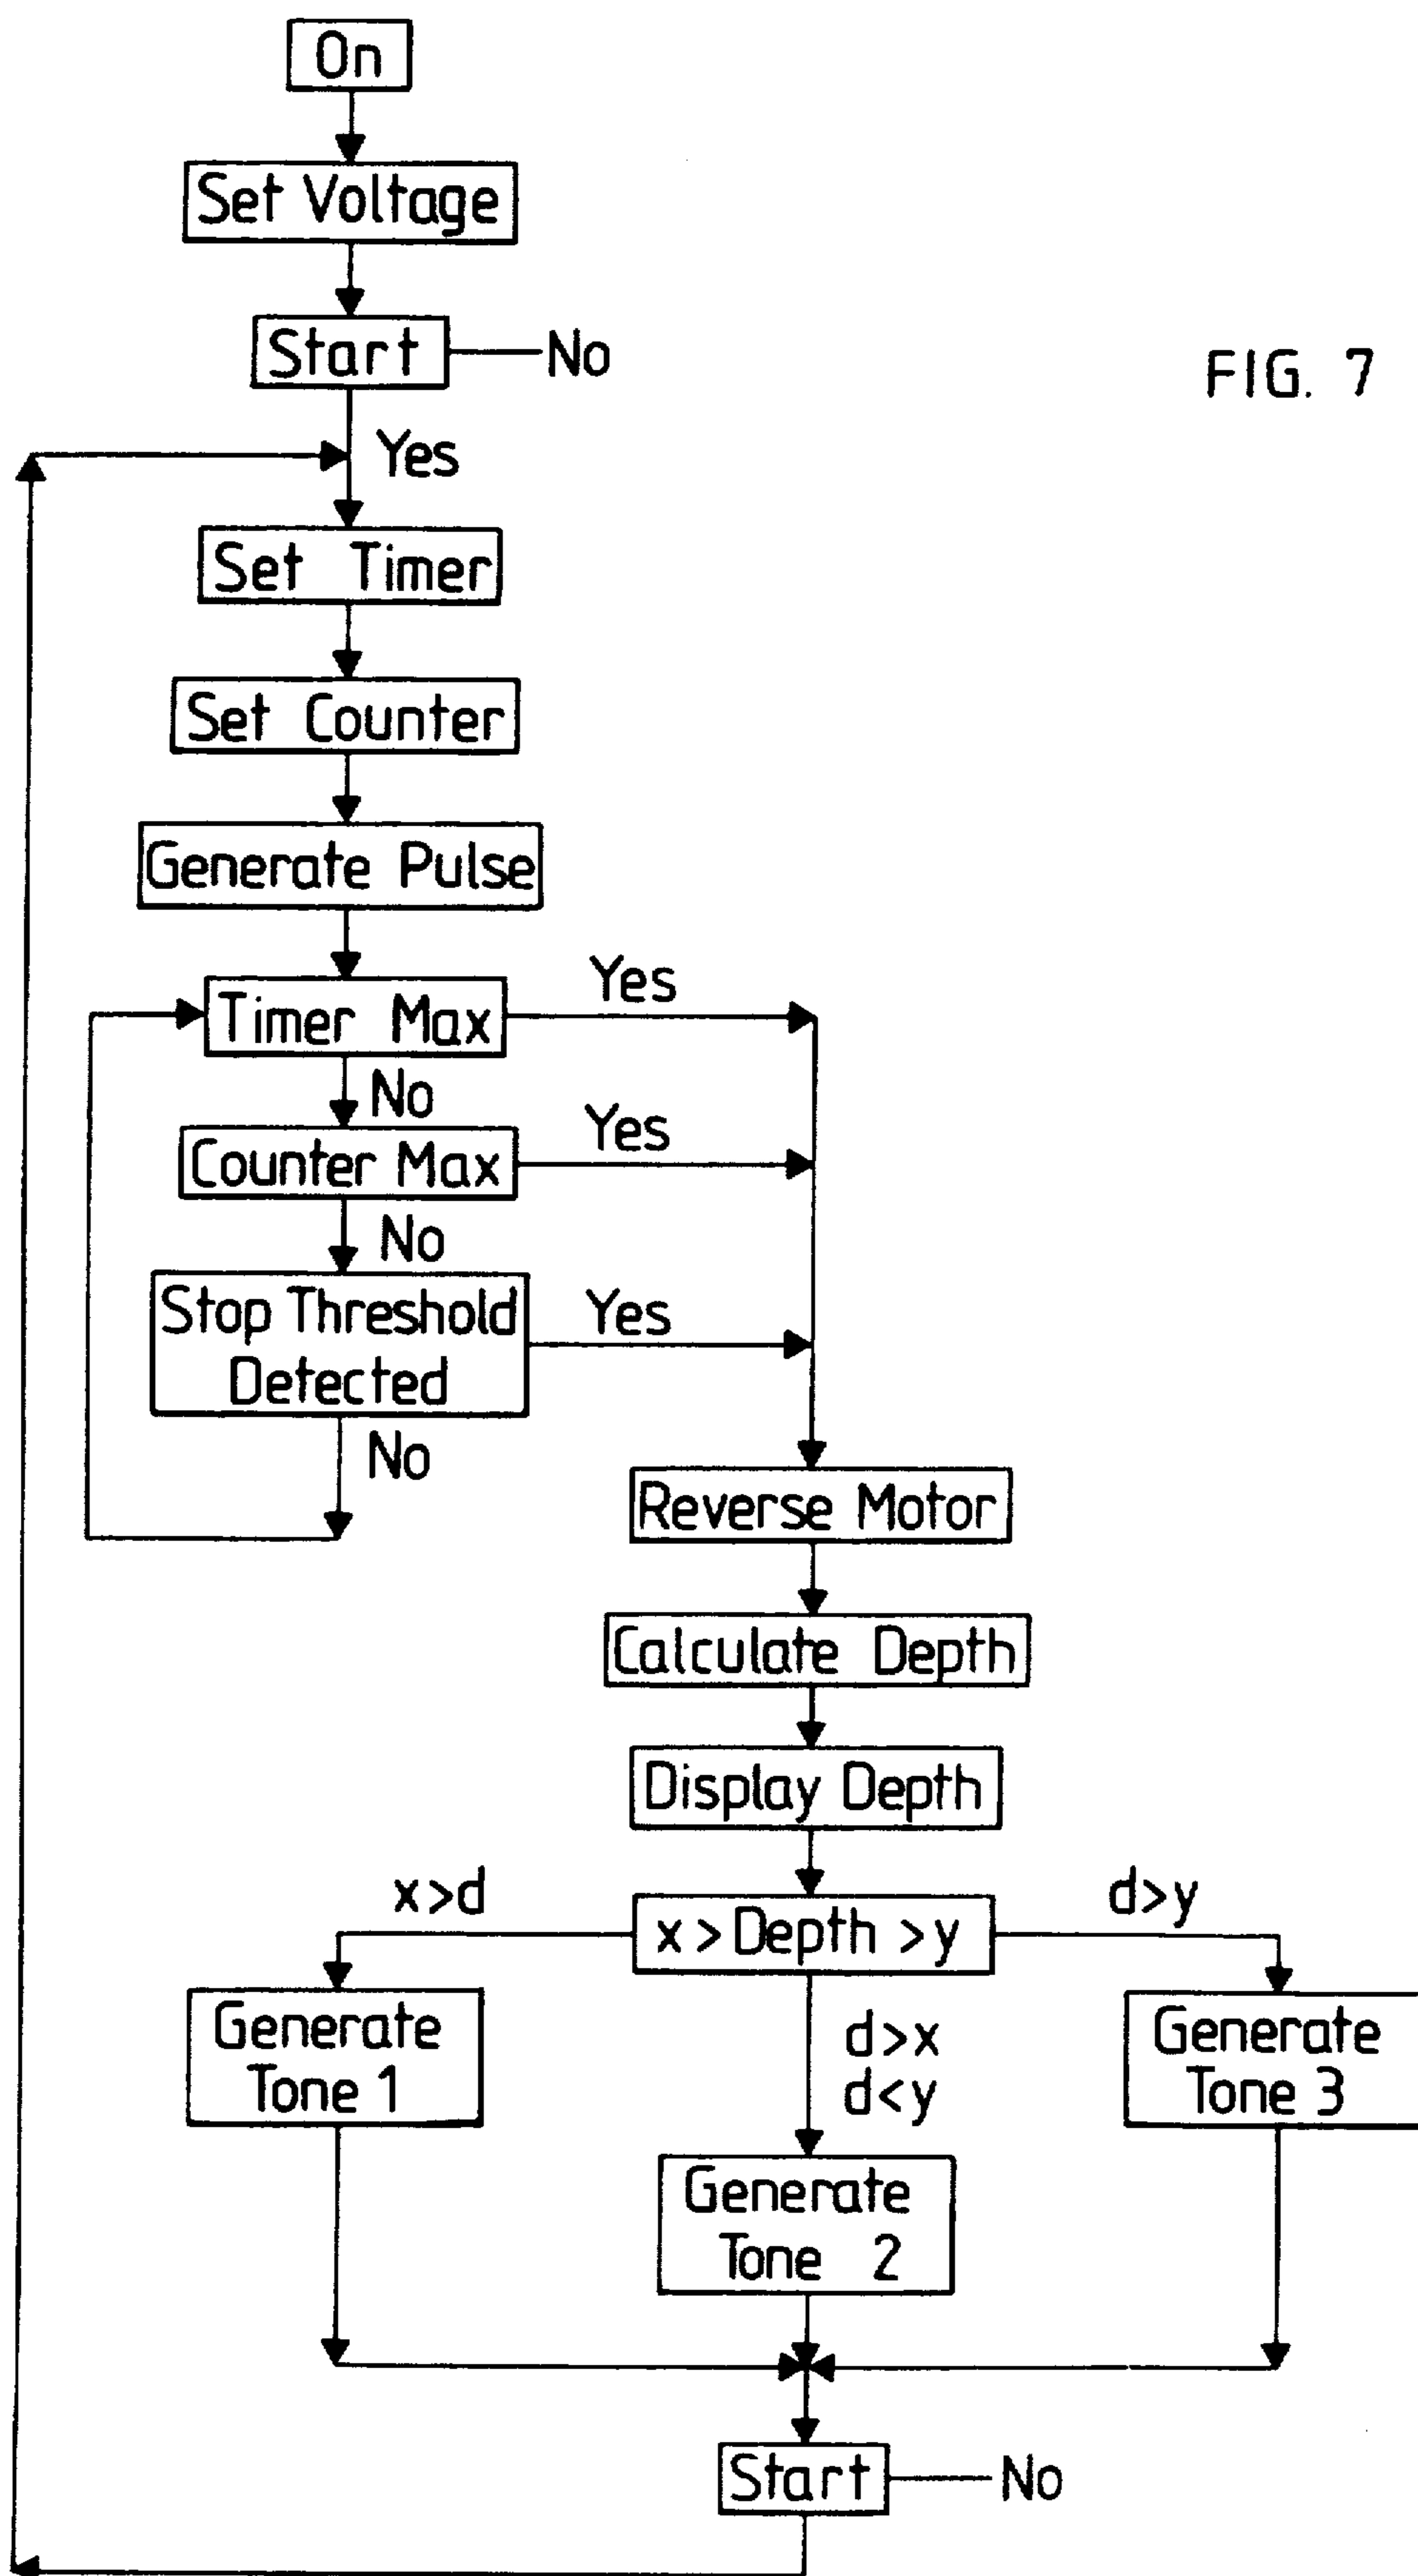 On
Set Voltage
Start
No
FIG. 7
Yes
Set Timer
Set Counter
Generate Pulse
Timer Max
Yes
No
Counter Max
Yes
No
Stop Threshold
Detected
Yes
No
Reverse Motor
Calculate Depth
Display Depth
x>d
x > Depth > y
d>y
Generate
Tone 1
d>x
d<y
Generate
Tone 3
Generate
Tone 2
Start
No